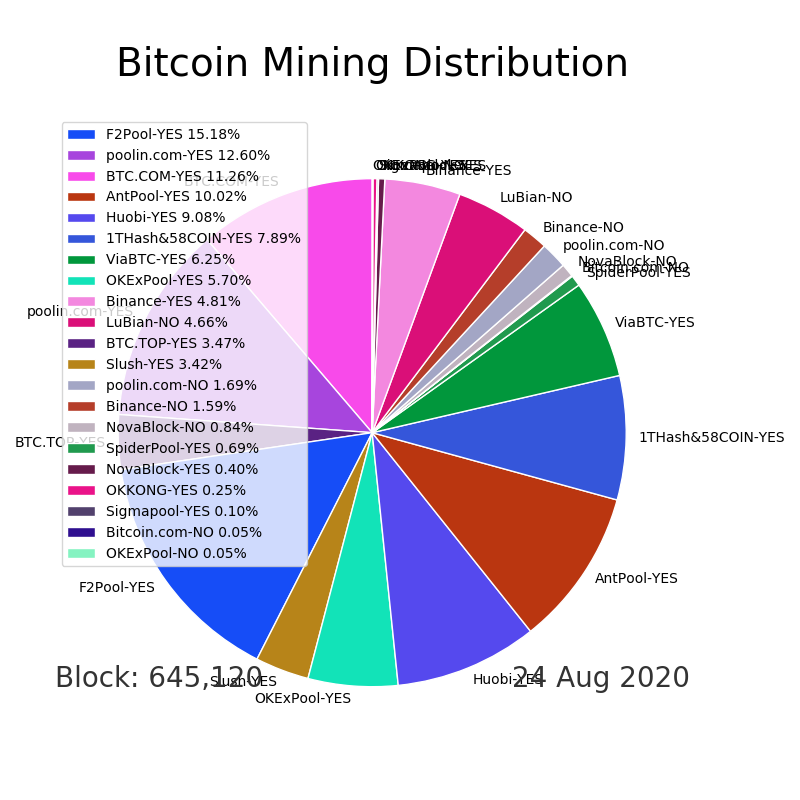 Bitcoin Mining Distribution
F2Pool-YES 15.18%
poolin.com-YES 12.60%
BTC.COM-YES 11.26%
AntPool-YES 10.02%
Huobi-YES 9.08%
1THash&58COIN-YES 7.89%
ViaBTC-YES 6.25%
OKExPool-YES 5.70%
Binance-YES 4.81%
LuBian-NO 4.66%
BTC.TOP-YES 3.47%
Slush-YES 3.42%
poolin.com-NO 1.69%
Binance-NO 1.59%
NovaBlock-NO 0.84%
SpiderPool-YES 0.69%
NovaBlock-YES 0.40%
OKKONG-YES 0.25%
Sigmapool-YES 0.10%
Bitcoin.com-NO 0.05%
OKExPool-NO 0.05%
Binance-YES
LuBian-NO
Binance-NO
poolin.com-NO
NovaBlock-NO
Bitcoin.com-NO
SpiderPool-YES
ViaBTC-YES
1THash&58COIN-YES
AntPool-YES
Huobi-YES
OKExPool-YES
Slush-YES
F2Pool-YES
BTC.TOP-YES
poolin.com-YES
BTC.COM-YES
Block: 645,120
24 Aug 2020